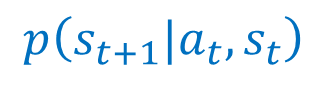 p(s_{t+1}|a_t, s_t)